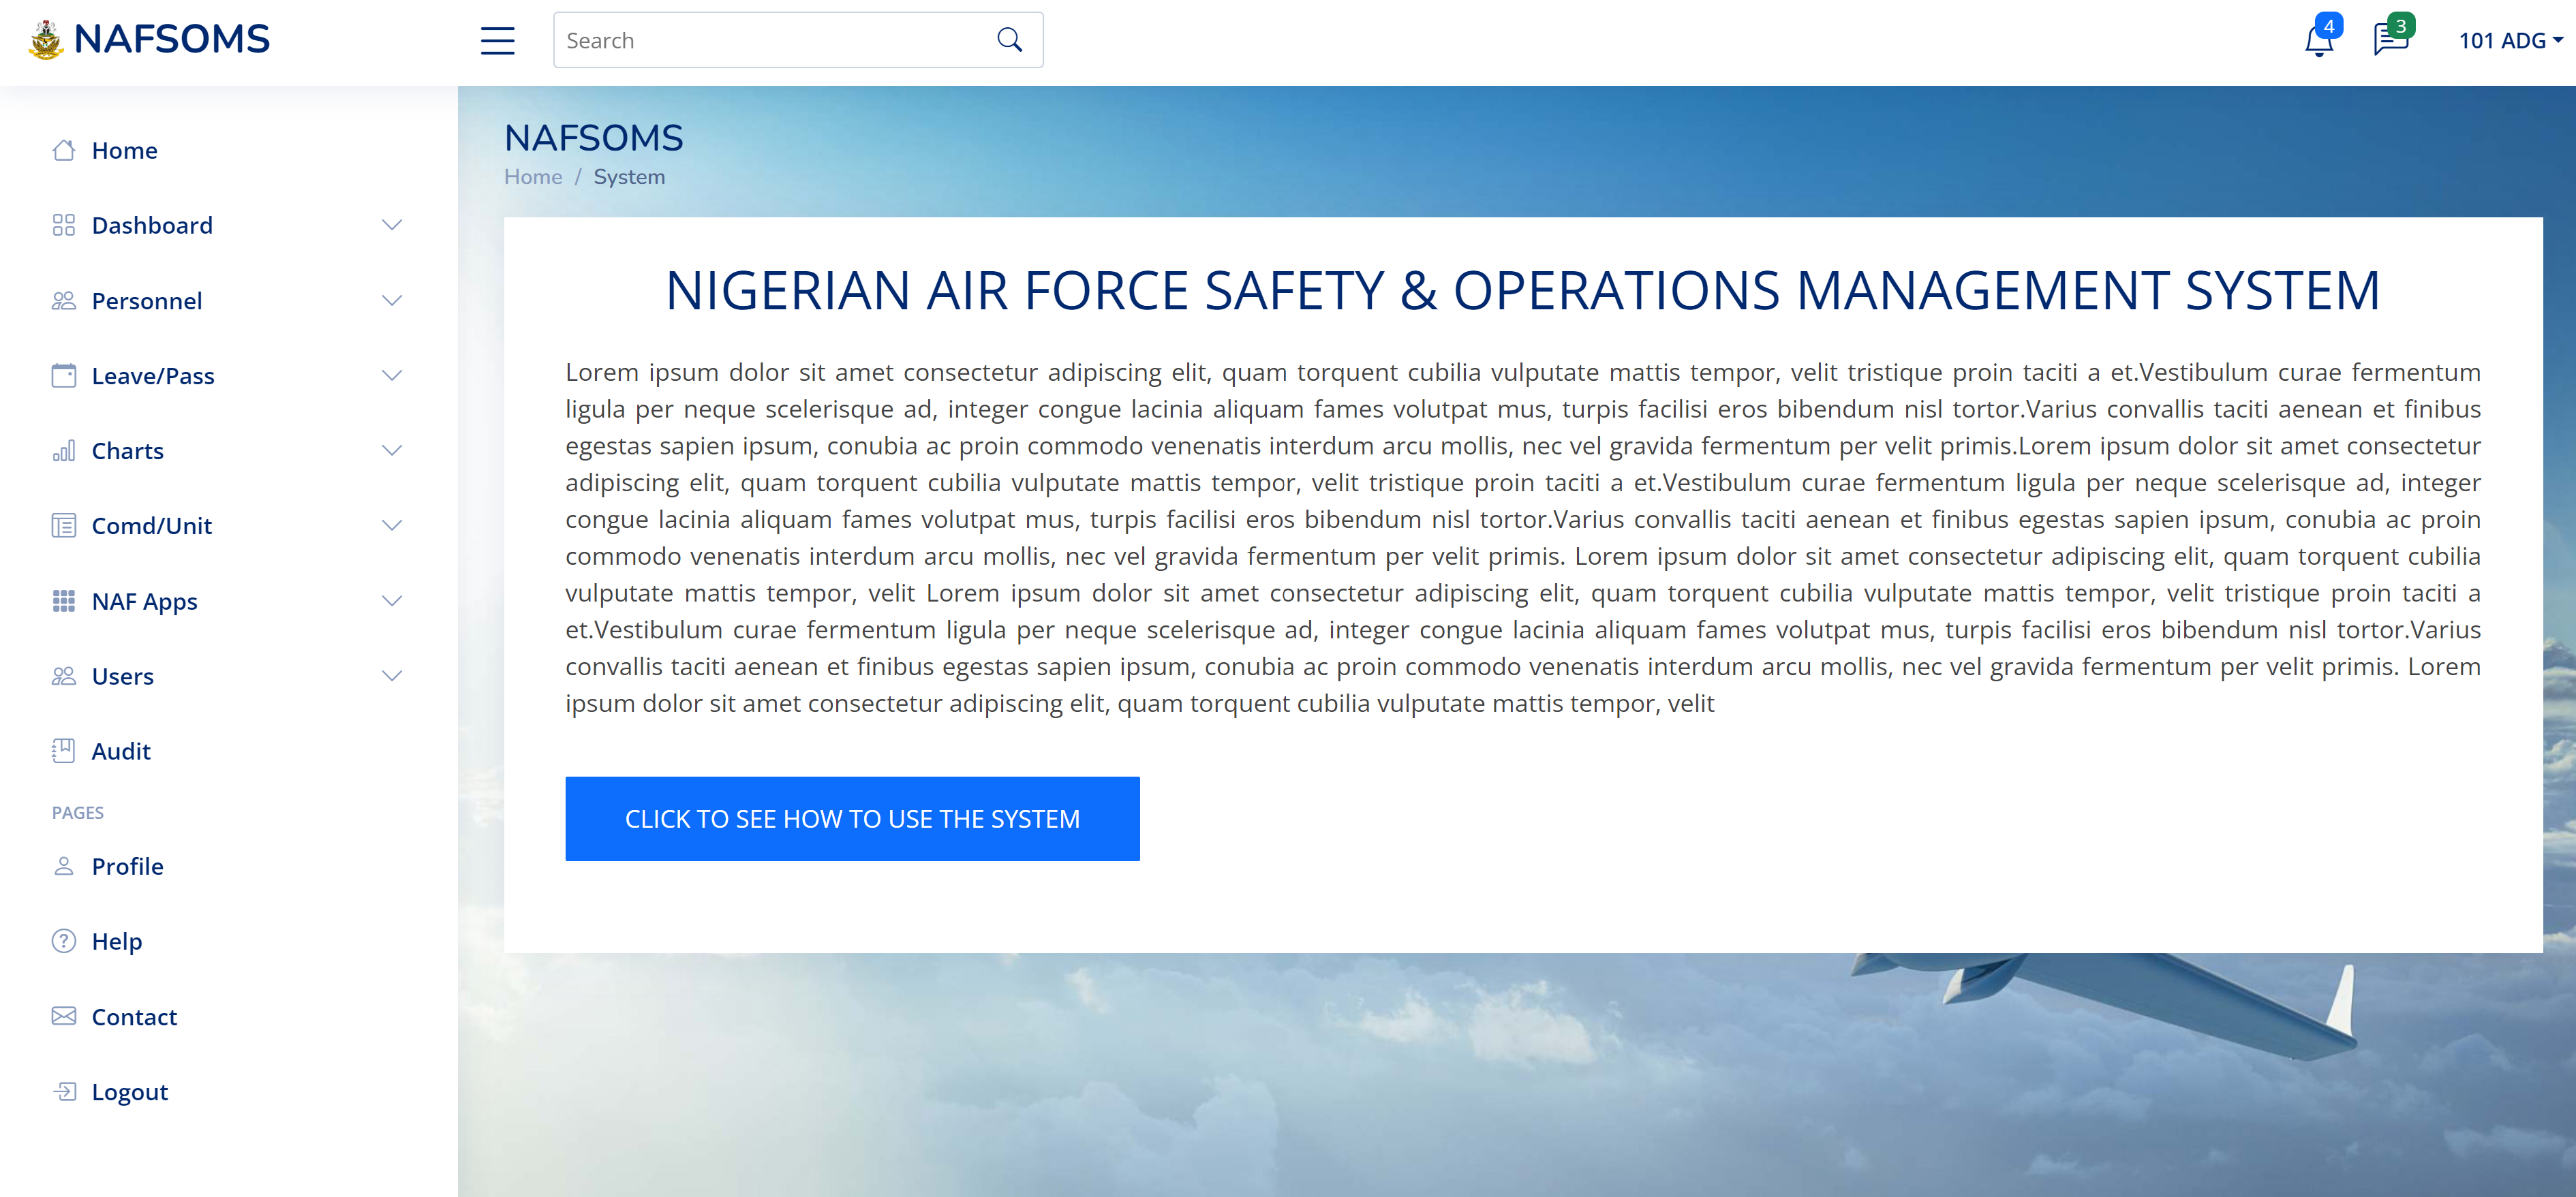 NAFSOMS
Search
4
3
101 ADG
Home
Dashboard
Personnel
Leave/Pass
Charts
Comd/Unit
NAF Apps
Users
Audit
PAGES
Profile
Help
Contact
Logout
NAFSOMS
Home / System
NIGERIAN AIR FORCE SAFETY & OPERATIONS MANAGEMENT SYSTEM
Lorem ipsum dolor sit amet consectetur adipiscing elit, quam torquent cubilia vulputate mattis tempor, velit tristique proin taciti a et.Vestibulum curae fermentum
ligula per neque scelerisque ad, integer congue lacinia aliquam fames volutpat mus, turpis facilisi eros bibendum nisl tortor.Varius convallis taciti aenean et finibus
egestas sapien ipsum, conubia ac proin commodo venenatis interdum arcu mollis, nec vel gravida fermentum per velit primis.Lorem ipsum dolor sit amet consectetur
adipiscing elit, quam torquent cubilia vulputate mattis tempor, velit tristique proin taciti a et.Vestibulum curae fermentum ligula per neque scelerisque ad, integer
congue lacinia aliquam fames volutpat mus, turpis facilisi eros bibendum nisl tortor.Varius convallis taciti aenean et finibus egestas sapien ipsum, conubia ac proin
commodo venenatis interdum arcu mollis, nec vel gravida fermentum per velit primis. Lorem ipsum dolor sit amet consectetur adipiscing elit, quam torquent cubilia
vulputate mattis tempor, velit Lorem ipsum dolor sit amet consectetur adipiscing elit, quam torquent cubilia vulputate mattis tempor, velit tristique proin taciti a
et.Vestibulum curae fermentum ligula per neque scelerisque ad, integer congue lacinia aliquam fames volutpat mus, turpis facilisi eros bibendum nisl tortor.Varius
convallis taciti aenean et finibus egestas sapien ipsum, conubia ac proin commodo venenatis interdum arcu mollis, nec vel gravida fermentum per velit primis. Lorem
ipsum dolor sit amet consectetur adipiscing elit, quam torquent cubilia vulputate mattis tempor, velit
CLICK TO SEE HOW TO USE THE SYSTEM